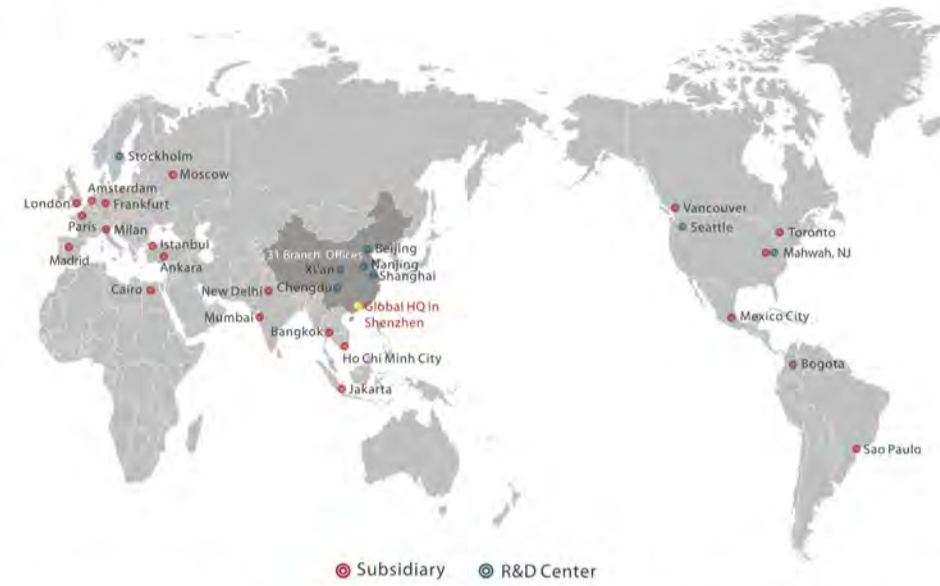 Stockholm
Moscow
Amsterdam
London
Frankfurt
Paris
Milan
Madrid
Istanbul
Ankara
Cairo
31 Branch Offices
Beijing
Nanjing
Xi'an
Shanghai
Chengdu
New Delhi
Global HQ in
Shenzhen
Mumbai
Bangkok
Ho Chi Minh City
Jakarta
Vancouver
Seattle
Toronto
Mahwah, NJ
Mexico City
Bogota
Sao Paulo
Subsidiary
R&D Center